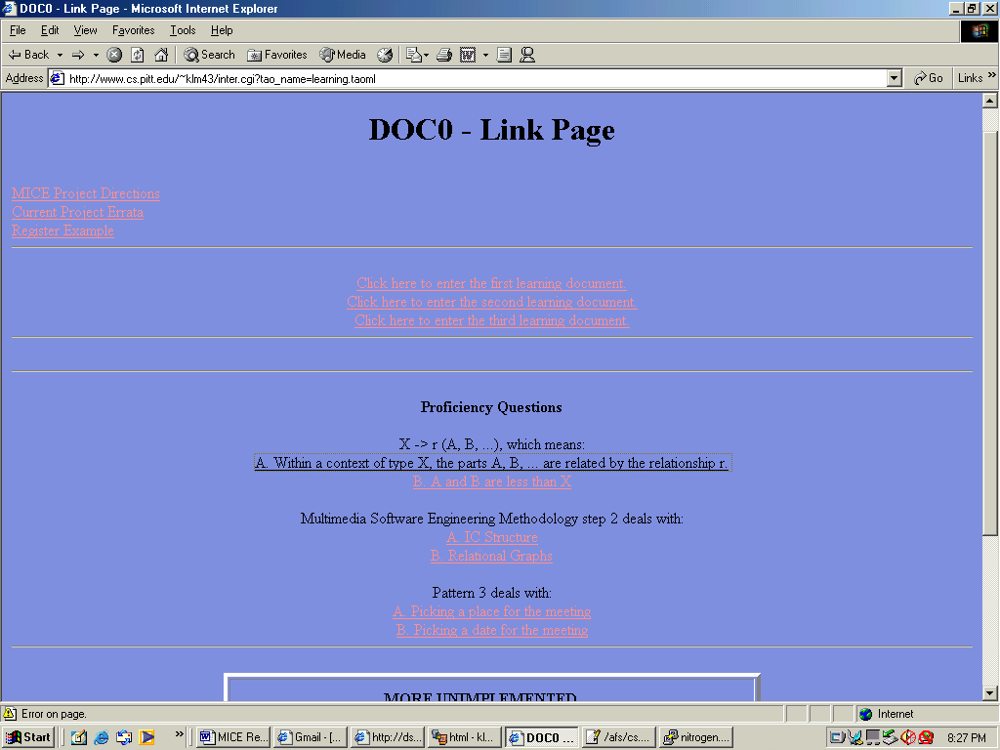 DOC0 - Link Page - Microsoft Internet Explorer
File Edit View Favorites Tools Help
Back Search Favorites Media
Address http://www.cs.pitt.edu/~klm43/inter.cgi?tao_name=learning.taoml Go Links »
DOC0 - Link Page
MICE Project Directions
Current Project Errata
Register Example
Click here to enter the first learning document.
Click here to enter the second learning document.
Click here to enter the third learning document.
Proficiency Questions
X -> r (A, B, ...), which means:
A. Within a context of type X, the parts A, B, ... are related by the relationship r.
B. A and B are less than X
Multimedia Software Engineering Methodology step 2 deals with:
A. IC Structure
B. Relational Graphs
Pattern 3 deals with:
A. Picking a place for the meeting
B. Picking a date for the meeting
MORE UNIMPLEMENTED
Error on page. Internet
Start » MICE Re... Gmail - [... http://ds... html - kl... DOC0 ... /afs/cs.... nitrogen.... 8:27 PM